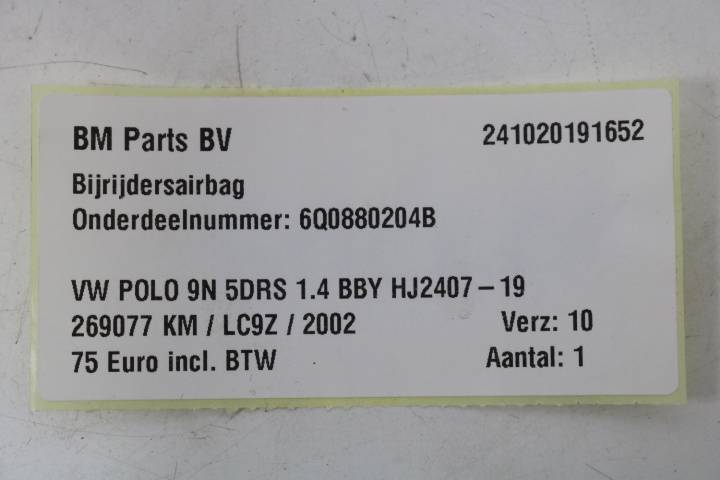 BM Parts BV 241020191652
Bijrijdersairbag
Onderdeelnummer: 6Q0880204B
VW POLO 9N 5DRS 1.4 BBY HJ2407-19
269077 KM / LC9Z / 2002 Verz: 10
75 Euro incl. BTW Aantal: 1